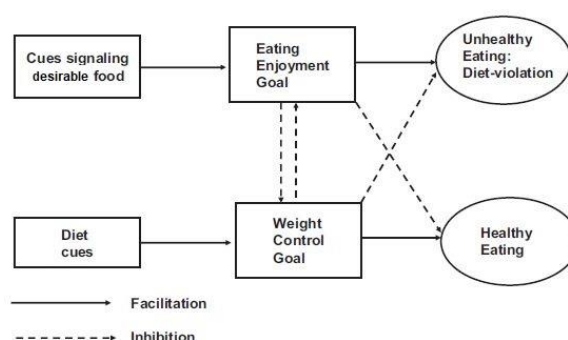 Cues signaling
desirable food
Eating
Enjoyment
Goal
Unhealthy
Eating:
Diet-violation
Diet
cues
Weight
Control
Goal
Healthy
Eating
Facilitation
Inhibition